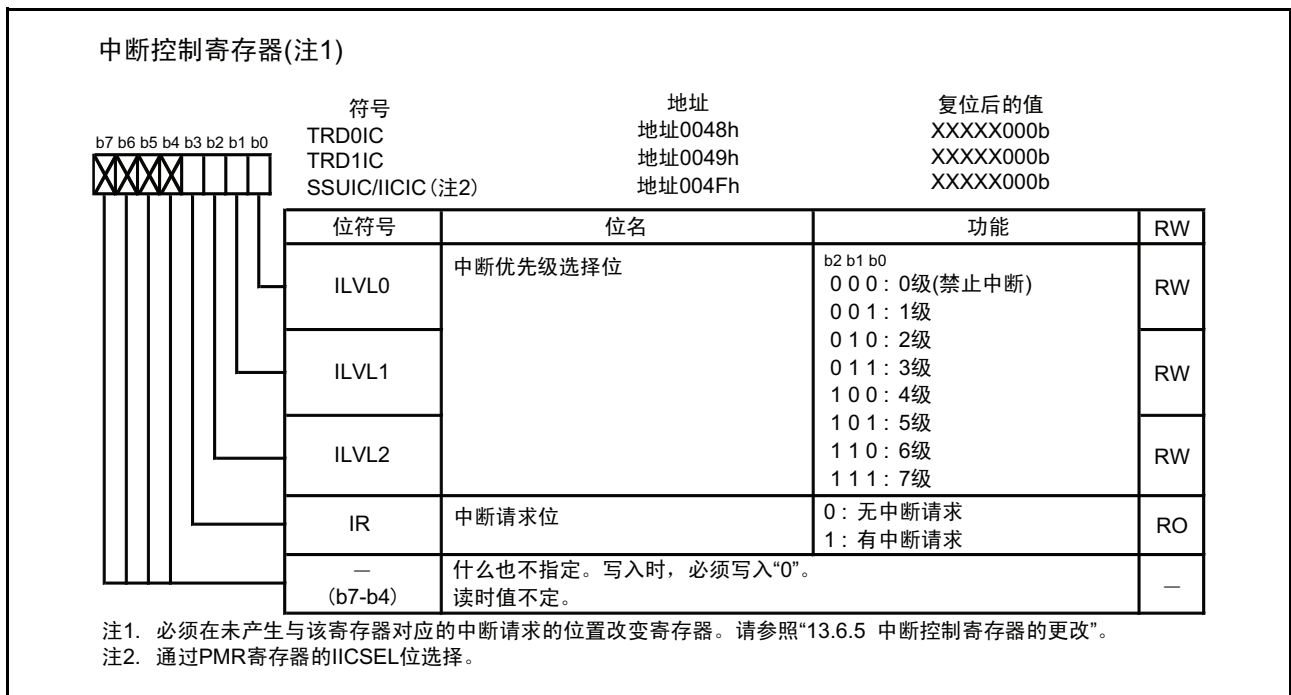 中断控制寄存器(注1)
符号 地址 复位后的值
TRD0IC 地址0048h XXXXX000b
TRD1IC 地址0049h XXXXX000b
SSUIC/IICIC(注2) 地址004Fh XXXXX000b
b7 b6 b5 b4 b3 b2 b1 b0
位符号 位名 功能 RW
ILVL0 中断优先级选择位 b2 b1 b0 RW
0 0 0 : 0级(禁止中断)
0 0 1 : 1级
0 1 0 : 2级
ILVL1 0 1 1 : 3级 RW
1 0 0 : 4级
1 0 1 : 5级
ILVL2 1 1 0 : 6级 RW
1 1 1 : 7级
IR 中断请求位 0 : 无中断请求 RO
1 : 有中断请求
— 什么也不指定。写入时，必须写入“0”。 —
(b7-b4) 读时值不定。
注1. 必须在未产生与该寄存器对应的中断请求的位置改变寄存器。请参照“13.6.5 中断控制寄存器的更改”。
注2. 通过PMR寄存器的IICSEL位选择。